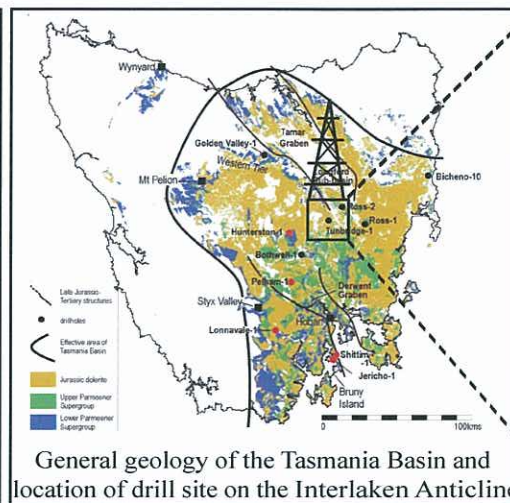 Wynyard
Tamar
Graben
Golden Valley-1
Western Tier
Mt Pelion
Bicheno-10
Ross-2
Ross-1
Tunbridge-1
Hunterston-1
Bothwell-1
Pelham-1
Derwent
Graben
Styx Valley
Hobart
Lonnavale-1
Shittim-
1
Jericho-1
Bruny
Island
Late Jurassic-
Tertiary structures
drillholes
Effective area of
Tasmania Basin
Jurassic dolerite
Upper Parmeener
Supergroup
Lower Parmeener
Supergroup
0 100kms
General geology of the Tasmania Basin and
location of drill site on the Interlaken Anticline